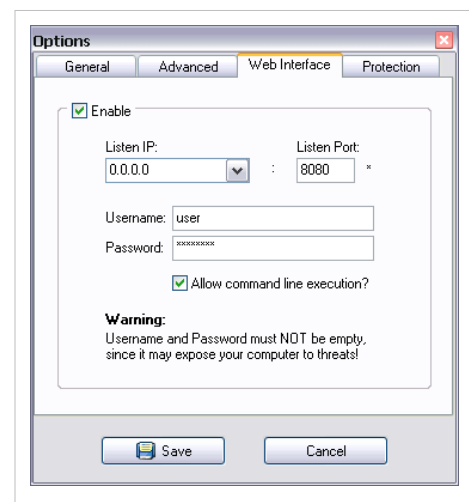 Options
General Advanced Web Interface Protection
Enable
Listen IP: Listen Port:
0.0.0.0 : 8080 *
Username: user
Password: ********
Allow command line execution?
Warning:
Username and Password must NOT be empty,
since it may expose your computer to threats!
Save Cancel